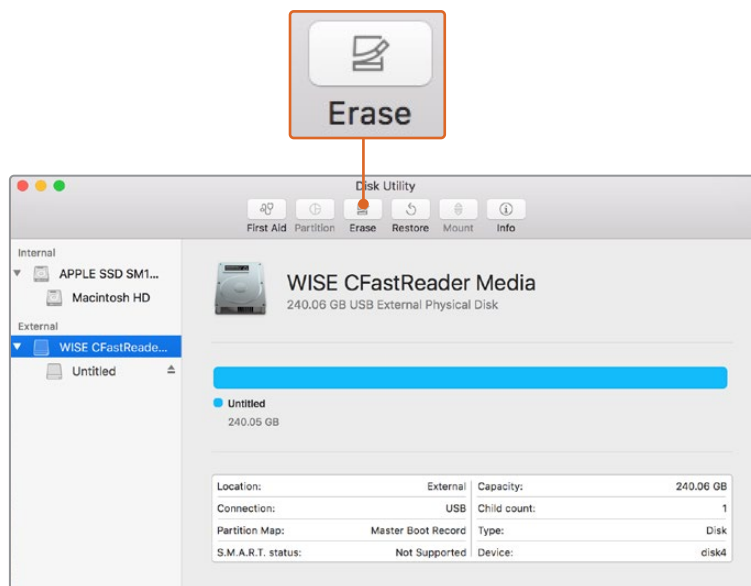 Erase
Disk Utility
First Aid Partition Erase Restore Mount Info
Internal
APPLE SSD SM1...
Macintosh HD
External
WISE CFastReade...
Untitled
WISE CFastReader Media
240.06 GB USB External Physical Disk
Untitled
240.05 GB
Location: External Capacity: 240.06 GB
Connection: USB Child count: 1
Partition Map: Master Boot Record Type: Disk
S.M.A.R.T. status: Not Supported Device: disk4